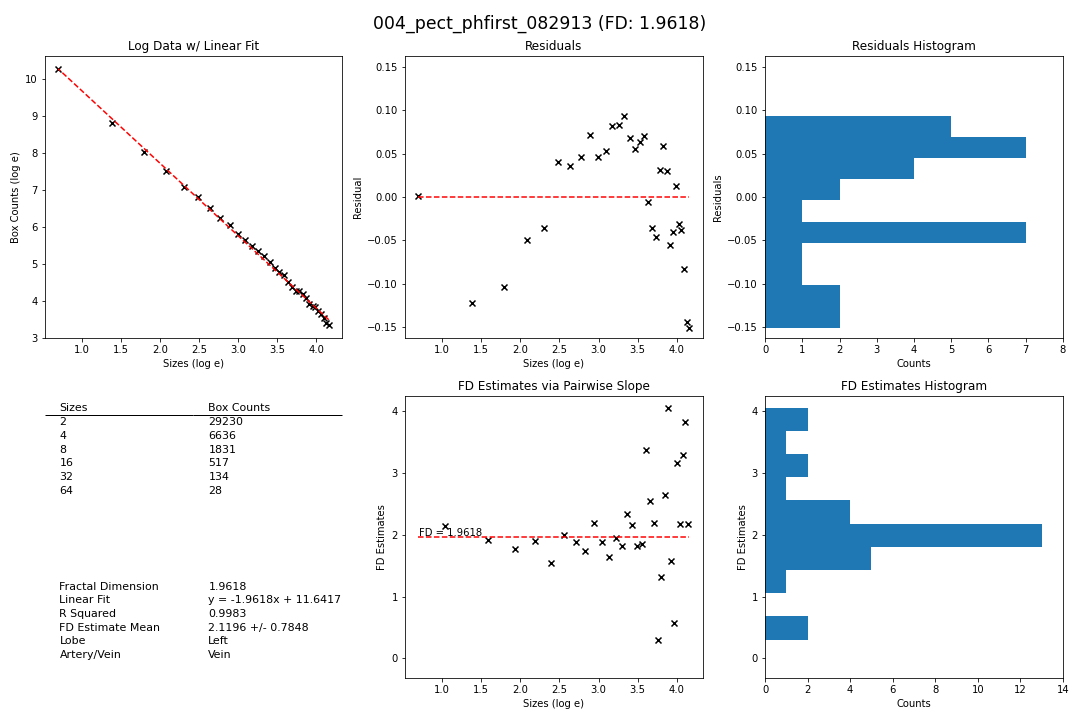 004_pect_phfirst_082913 (FD: 1.9618)
Log Data w/ Linear Fit
Box Counts (log e)
10
9
8
7
6
5
4
3
1.0 1.5 2.0 2.5 3.0 3.5 4.0
Sizes (log e)
Residuals
Residual
0.15
0.10
0.05
0.00
−0.05
−0.10
−0.15
1.0 1.5 2.0 2.5 3.0 3.5 4.0
Sizes (log e)
Residuals Histogram
Residuals
0.15
0.10
0.05
0.00
−0.05
−0.10
−0.15
0 1 2 3 4 5 6 7 8
Counts
Sizes Box Counts
2 29230
4 6636
8 1831
16 517
32 134
64 28
Fractal Dimension 1.9618
Linear Fit y = -1.9618x + 11.6417
R Squared 0.9983
FD Estimate Mean 2.1196 +/- 0.7848
Lobe Left
Artery/Vein Vein
FD Estimates via Pairwise Slope
FD Estimates
4
3
2
1
0
FD = 1.9618
1.0 1.5 2.0 2.5 3.0 3.5 4.0
Sizes (log e)
FD Estimates Histogram
FD Estimates
4
3
2
1
0
0 2 4 6 8 10 12 14
Counts